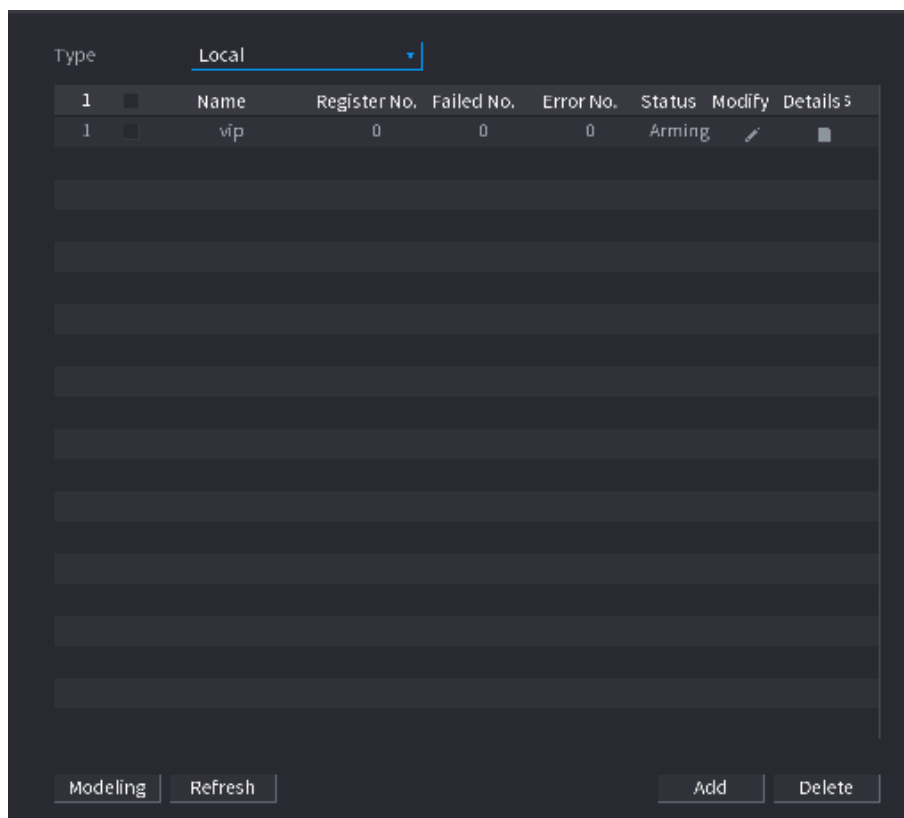 Type Local
1 Name Register No. Failed No. Error No. Status Modify Details
1 vip 0 0 0 Arming
Modeling Refresh Add Delete